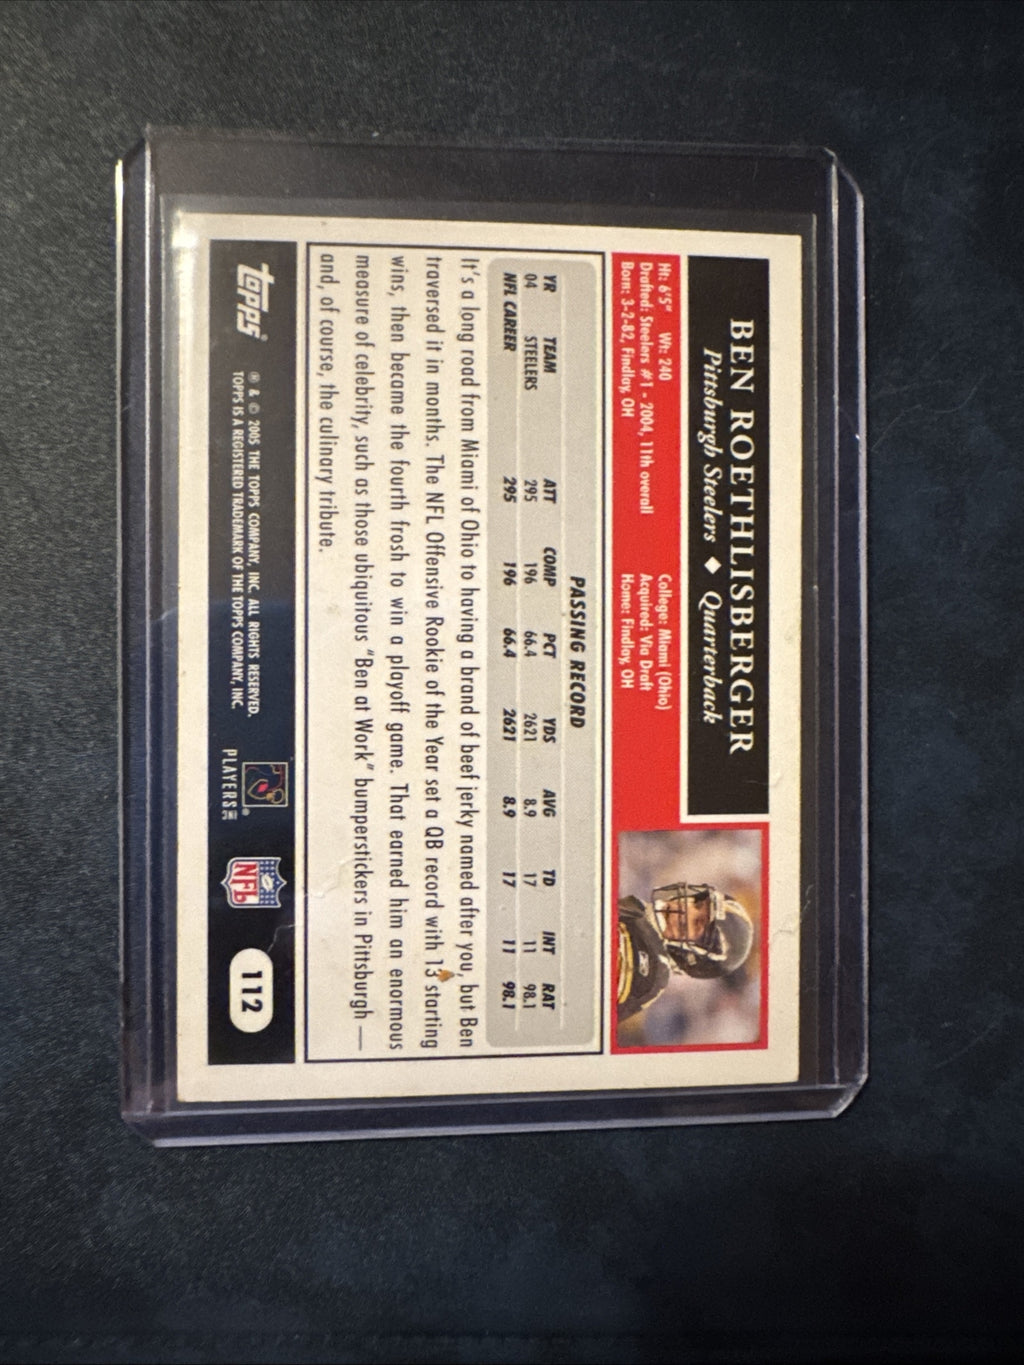 BEN ROETHLISBERGER
Pittsburgh Steelers ◆ Quarterback
Ht: 6'5" Wt: 240 College: Miami (Ohio)
Drafted: Steelers #1 - 2004, 11th overall Acquired: Via Draft
Born: 3-2-82, Findlay, OH Home: Findlay, OH
PASSING RECORD
YR TEAM ATT COMP PCT YDS AVG TD INT RAT
04 STEELERS 295 196 66.4 2621 8.9 17 11 98.1
NFL CAREER 295 196 66.4 2621 8.9 17 11 98.1
It's a long road from Miami of Ohio to having a brand of beef jerky named after you, but Ben
traversed it in months. The NFL Offensive Rookie of the Year set a QB record with 13 starting
wins, then became the fourth frosh to win a playoff game. That earned him an enormous
measure of celebrity, such as those ubiquitous "Ben at Work" bumperstickers in Pittsburgh —
and, of course, the culinary tribute.
topps®
® & © 2005 THE TOPPS COMPANY, INC. ALL RIGHTS RESERVED.
TOPPS IS A REGISTERED TRADEMARK OF THE TOPPS COMPANY, INC.
PLAYERS INC
NFL
112